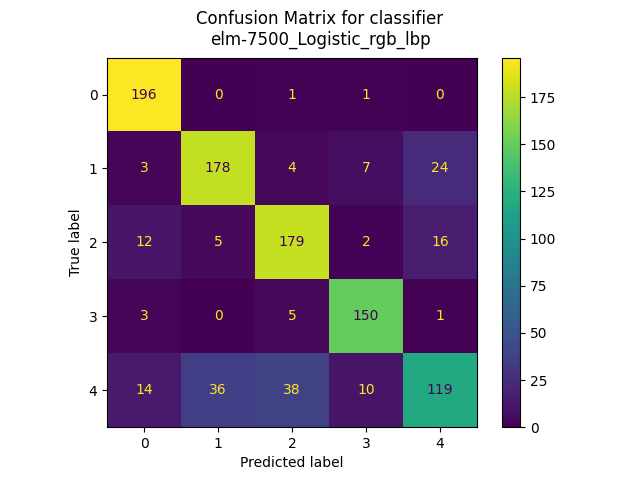 Confusion Matrix for classifier
elm-7500_Logistic_rgb_lbp
0 196 0 1 1 0
1 3 178 4 7 24
2 12 5 179 2 16
3 3 0 5 150 1
4 14 36 38 10 119
0 1 2 3 4
True label
Predicted label
175
150
125
100
75
50
25
0